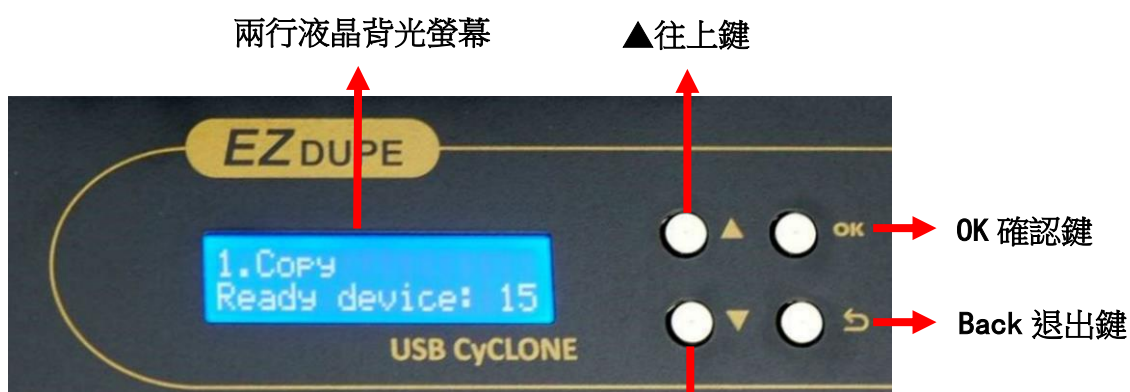 兩行液晶背光螢幕
▲往上鍵
EZ DUPE
▲
OK
OK 確認鍵
1.Copy
Ready device: 15
▼
Back 退出鍵
USB CyCLONE